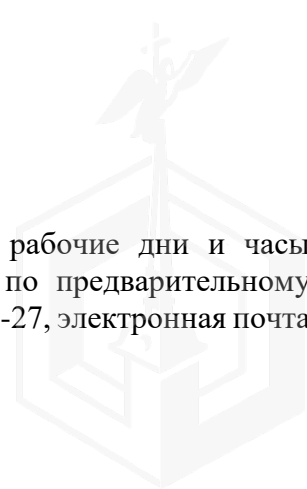 рабочие дни и часы
по предварительному
-27, электронная почта